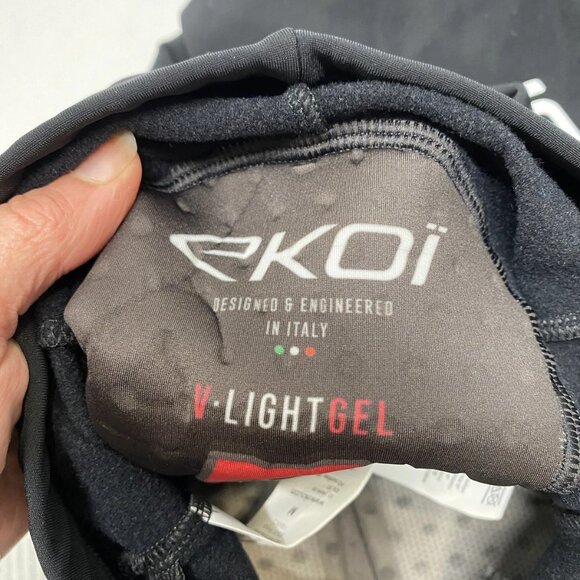 eKOÏ
DESIGNED & ENGINEERED
IN ITALY
V·LIGHTGEL
M